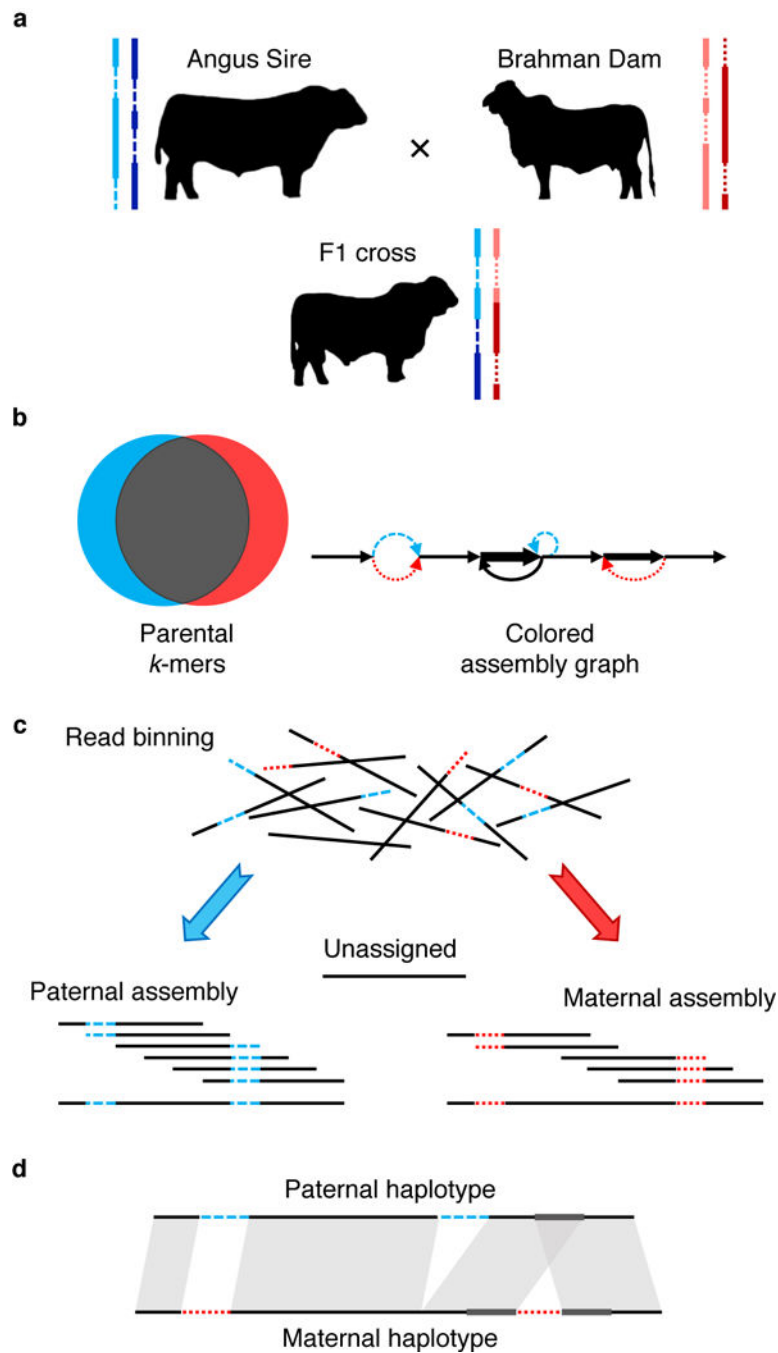 a
Angus Sire
Brahman Dam
×
F1 cross
b
Parental
k-mers
Colored
assembly graph
c
Read binning
Unassigned
Paternal assembly
Maternal assembly
d
Paternal haplotype
Maternal haplotype